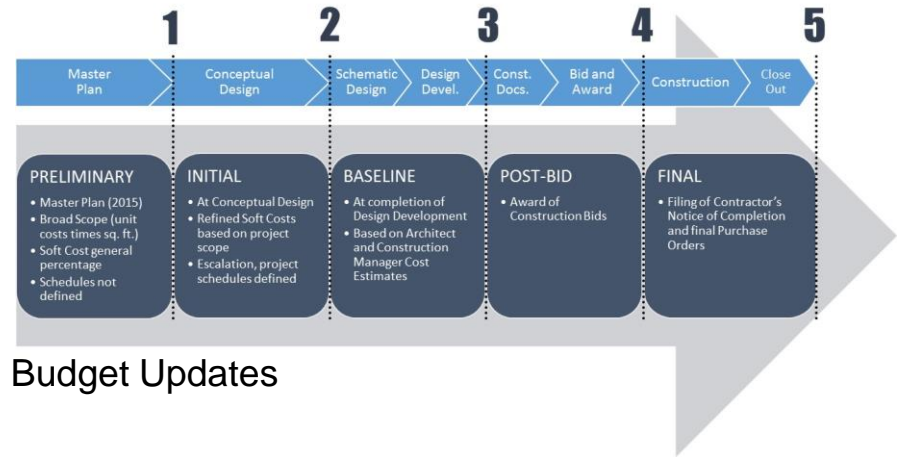 1 2 3 4 5
Master
Plan
Conceptual
Design
Schematic
Design
Design
Devel.
Const.
Docs.
Bid and
Award
Construction
Close
Out
PRELIMINARY
• Master Plan (2015)
• Broad Scope (unit
costs times sq. ft.)
• Soft Cost general
percentage
• Schedules not
defined
INITIAL
• At Conceptual Design
• Refined Soft Costs
based on project
scope
• Escalation, project
schedules defined
BASELINE
• At completion of
Design Development
• Based on Architect
and Construction
Manager Cost
Estimates
POST-BID
• Award of
Construction Bids
FINAL
• Filing of Contractor's
Notice of Completion
and final Purchase
Orders
Budget Updates